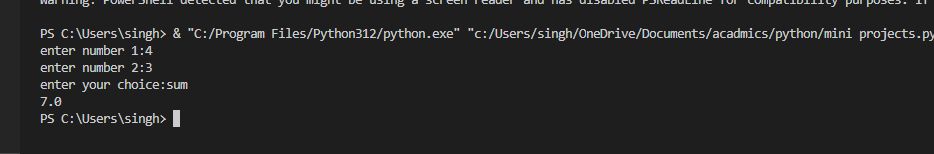 Warning: PowerShell detected that you might be using a screen reader and has disabled PSReadLine for compatibility purposes. If
PS C:\Users\singh> & "C:/Program Files/Python312/python.exe" "c:/Users/singh/OneDrive/Documents/acadmics/python/mini projects.py
enter number 1:4
enter number 2:3
enter your choice:sum
7.0
PS C:\Users\singh>